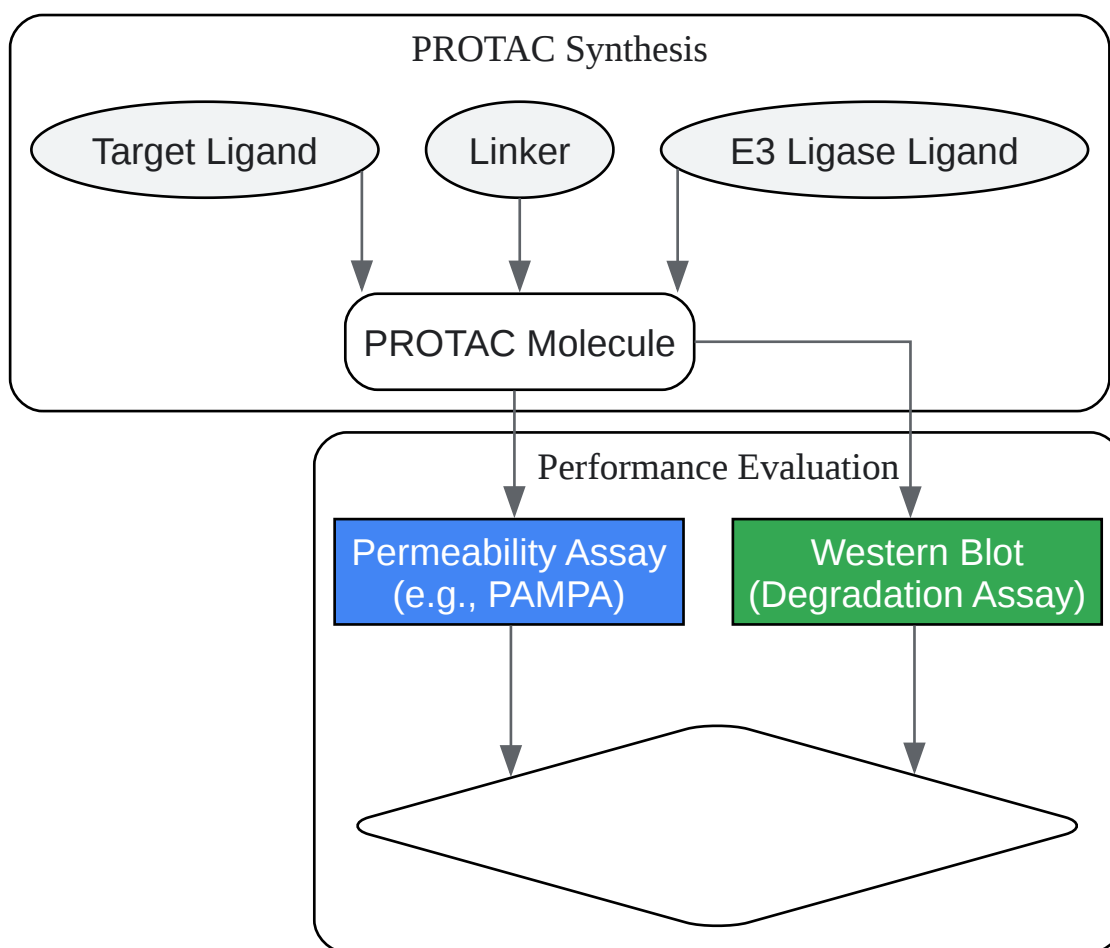 PROTAC Synthesis
Target Ligand
Linker
E3 Ligase Ligand
PROTAC Molecule
Performance Evaluation
Permeability Assay
(e.g., PAMPA)
Western Blot
(Degradation Assay)